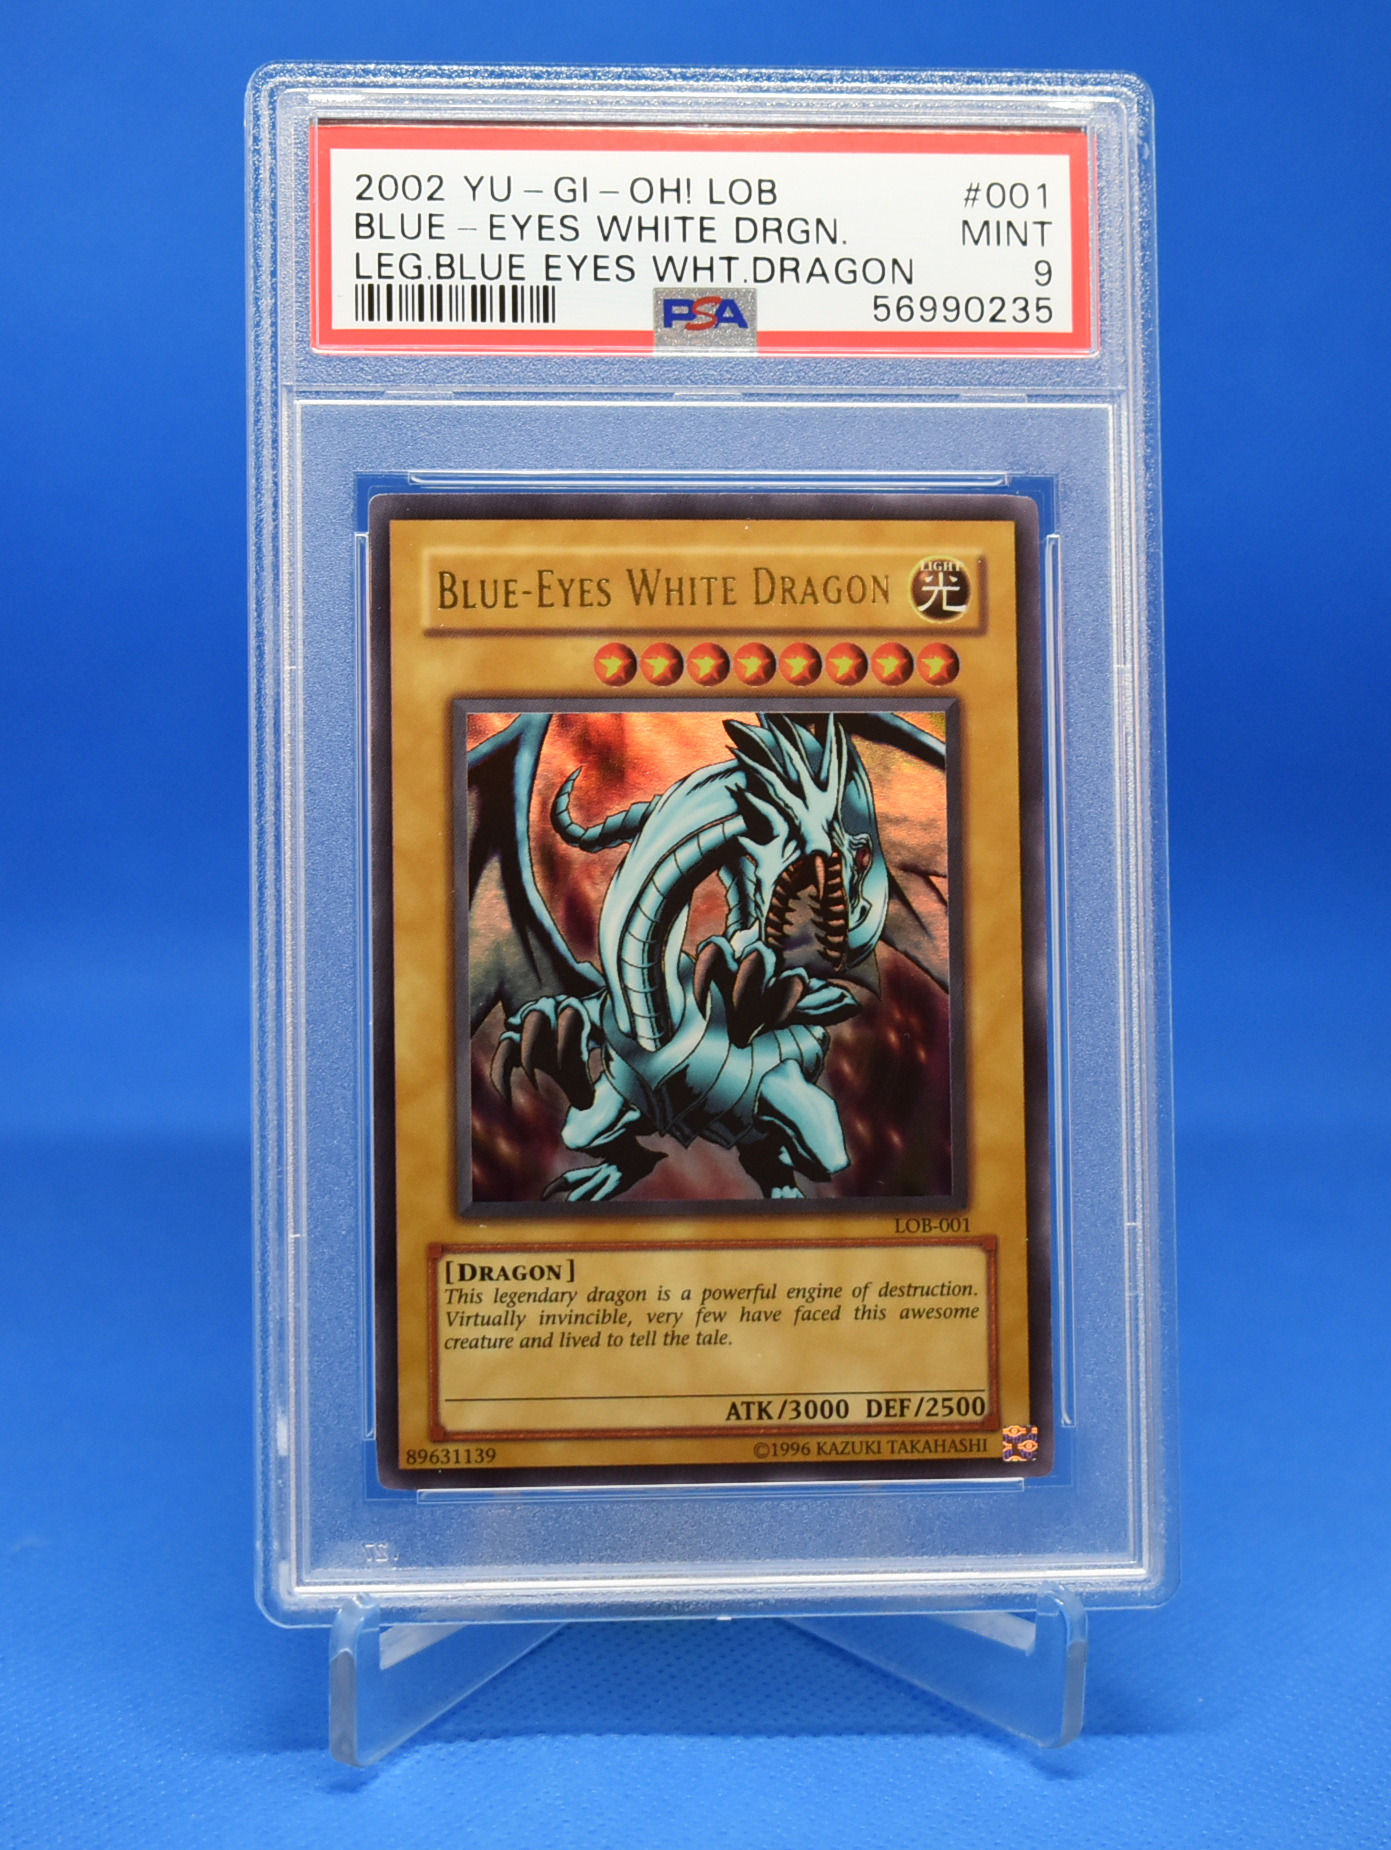 2002 YU-GI-OH! LOB #001
BLUE-EYES WHITE DRGN. MINT
LEG.BLUE EYES WHT.DRAGON 9
PSA 56990235
BLUE-EYES WHITE DRAGON
LIGHT
光
LOB-001
[DRAGON]
This legendary dragon is a powerful engine of destruction.
Virtually invincible, very few have faced this awesome
creature and lived to tell the tale.
ATK/3000 DEF/2500
89631139 ©1996 KAZUKI TAKAHASHI